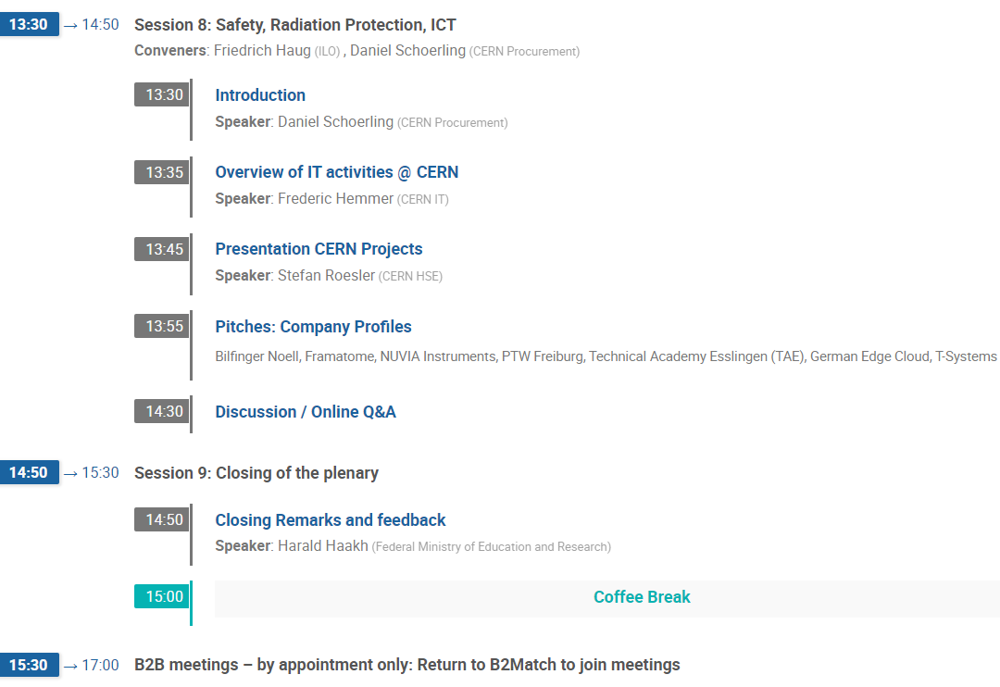 13:30 → 14:50 Session 8: Safety, Radiation Protection, ICT
Conveners: Friedrich Haug (ILO) , Daniel Schoerling (CERN Procurement)
13:30 Introduction
Speaker: Daniel Schoerling (CERN Procurement)
13:35 Overview of IT activities @ CERN
Speaker: Frederic Hemmer (CERN IT)
13:45 Presentation CERN Projects
Speaker: Stefan Roesler (CERN HSE)
13:55 Pitches: Company Profiles
Bilfinger Noell, Framatome, NUVIA Instruments, PTW Freiburg, Technical Academy Esslingen (TAE), German Edge Cloud, T-Systems
14:30 Discussion / Online Q&A
14:50 → 15:30 Session 9: Closing of the plenary
14:50 Closing Remarks and feedback
Speaker: Harald Haakh (Federal Ministry of Education and Research)
15:00 Coffee Break
15:30 → 17:00 B2B meetings – by appointment only: Return to B2Match to join meetings